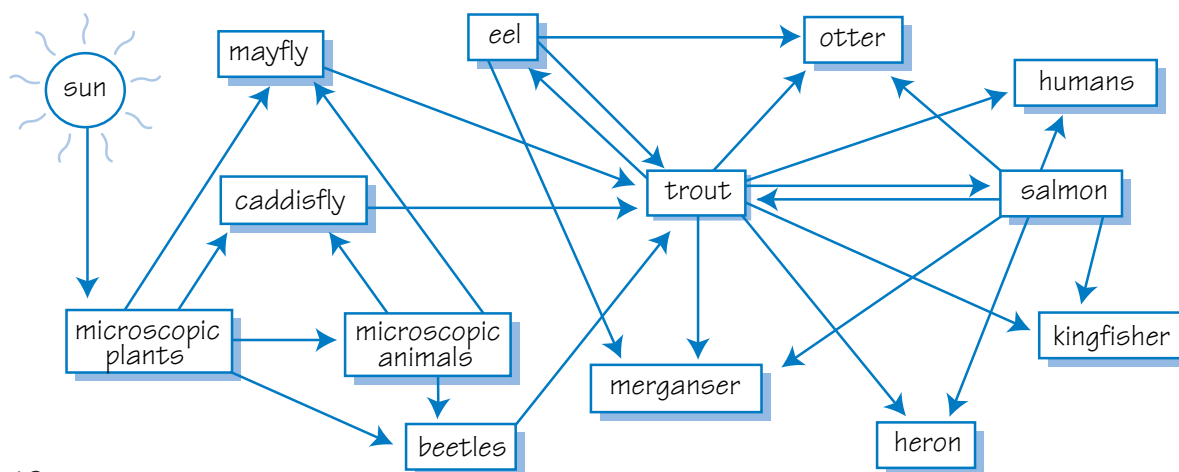 sun
mayfly
eel
otter
humans
caddisfly
trout
salmon
microscopic
plants
microscopic
animals
beetles
merganser
heron
kingfisher